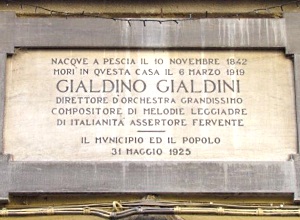 NACQVE A PESCIA IL 10 NOVEMBRE 1842
MORÌ IN QVESTA CASA IL 6 MARZO 1919
GIALDINO GIALDINI
DIRETTORE D'ORCHESTRA GRANDISSIMO
COMPOSITORE DI MELODIE LEGGIADRE
DI ITALIANITÀ ASSERTORE FERVENTE
IL MVNICIPIO ED IL POPOLO
31 MAGGIO 1925